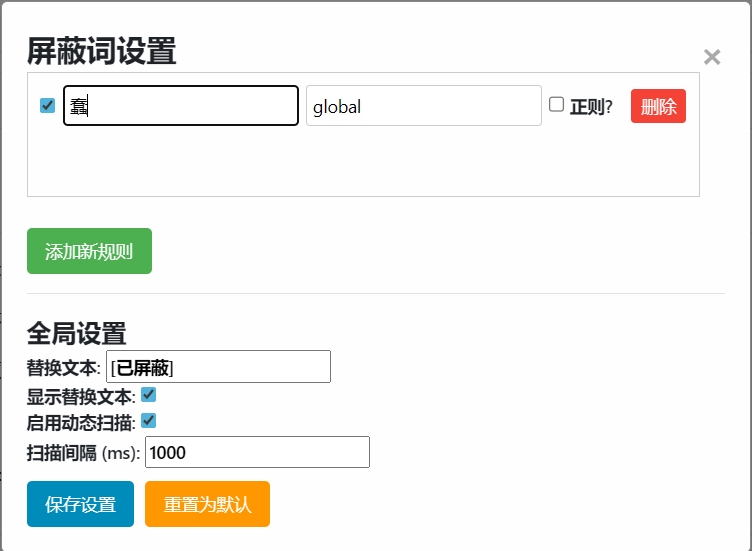 屏蔽词设置
×
蠢 global 正则? 删除
添加新规则
全局设置
替换文本: [已屏蔽]
显示替换文本:
启用动态扫描:
扫描间隔 (ms): 1000
保存设置 重置为默认